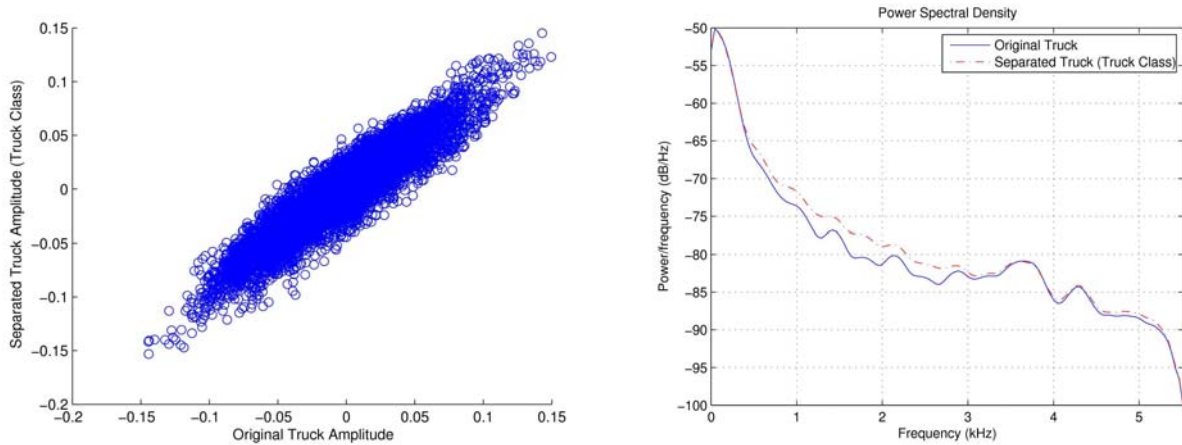 0.15
0.1
0.05
0
−0.05
−0.1
−0.15
−0.2
Separated Truck Amplitude (Truck Class)
−0.2 −0.15 −0.1 −0.05 0 0.05 0.1 0.15
Original Truck Amplitude
Power Spectral Density
Original Truck
Separated Truck (Truck Class)
−50
−55
−60
−65
−70
−75
−80
−85
−90
−95
−100
Power/frequency (dB/Hz)
0 1 2 3 4 5
Frequency (kHz)